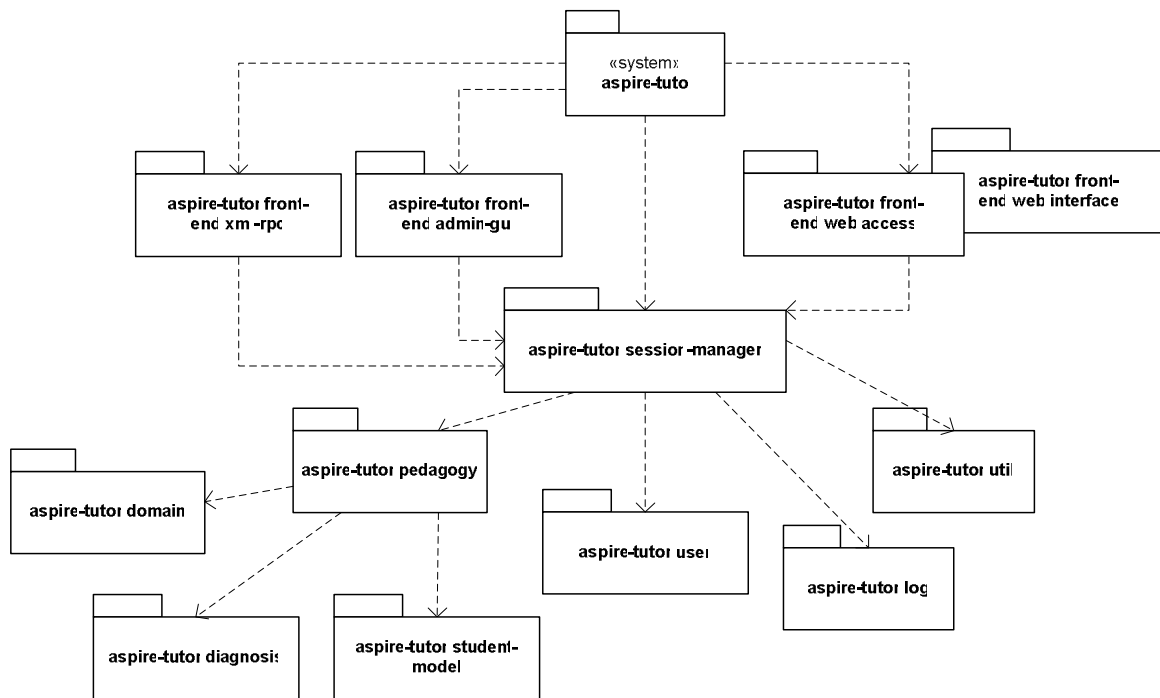 «system»
aspire-tuto
aspire-tutor front-
end xm -rpc
aspire-tutor front-
end admin-gu
aspire-tutor front-
end web access
aspire-tutor front-
end web interface
aspire-tutor session-manager
aspire-tutor pedagogy
aspire-tutor util
aspire-tutor domain
aspire-tutor user
aspire-tutor log
aspire-tutor diagnosis
aspire-tutor student-
model